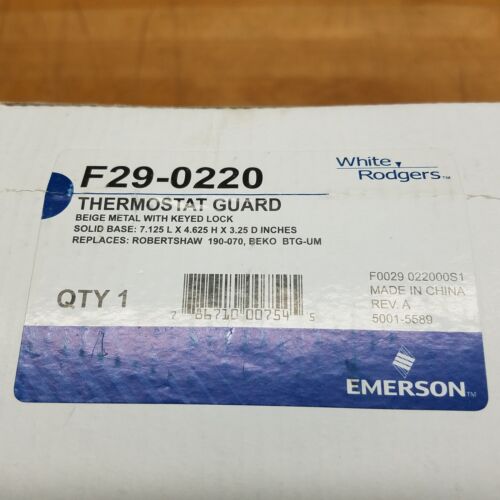 F29-0220
THERMOSTAT GUARD
BEIGE METAL WITH KEYED LOCK
SOLID BASE: 7.125 L X 4.625 H X 3.25 D INCHES
REPLACES: ROBERTSHAW 190-070, BEKO BTG-UM
White
Rodgers™
QTY 1
7 86710 00754 5
F0029 022000S1
MADE IN CHINA
REV. A
5001-5589
EMERSON™